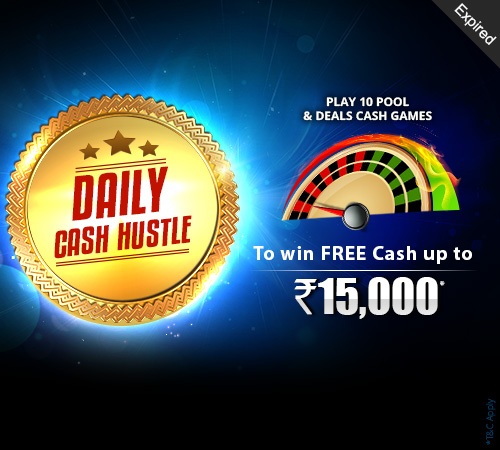 Expired
PLAY 10 POOL
& DEALS CASH GAMES
DAILY
CASH HUSTLE
To win FREE Cash up to
₹15,000*
*T&C Apply